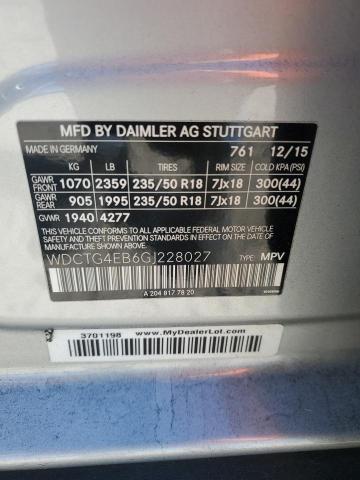 MFD BY DAIMLER AG STUTTGART
MADE IN GERMANY 761 12/15
KG LB TIRES RIM SIZE COLD KPA (PSI)
GAWR FRONT 1070 2359 235/50 R18 7Jx18 300(44)
GAWR REAR 905 1995 235/50 R18 7Jx18 300(44)
GVWR 1940 4277
THIS VEHICLE CONFORMS TO ALL APPLICABLE
FEDERAL MOTOR VEHICLE SAFETY, BUMPER, AND
THEFT PREVENTION STANDARDS IN EFFECT ON
THE DATE OF MANUFACTURE SHOWN ABOVE.
WDCTG4EB6GJ228027 TYPE: MPV
A 204 817 78 20
3701198 www.MyDealerLot.com